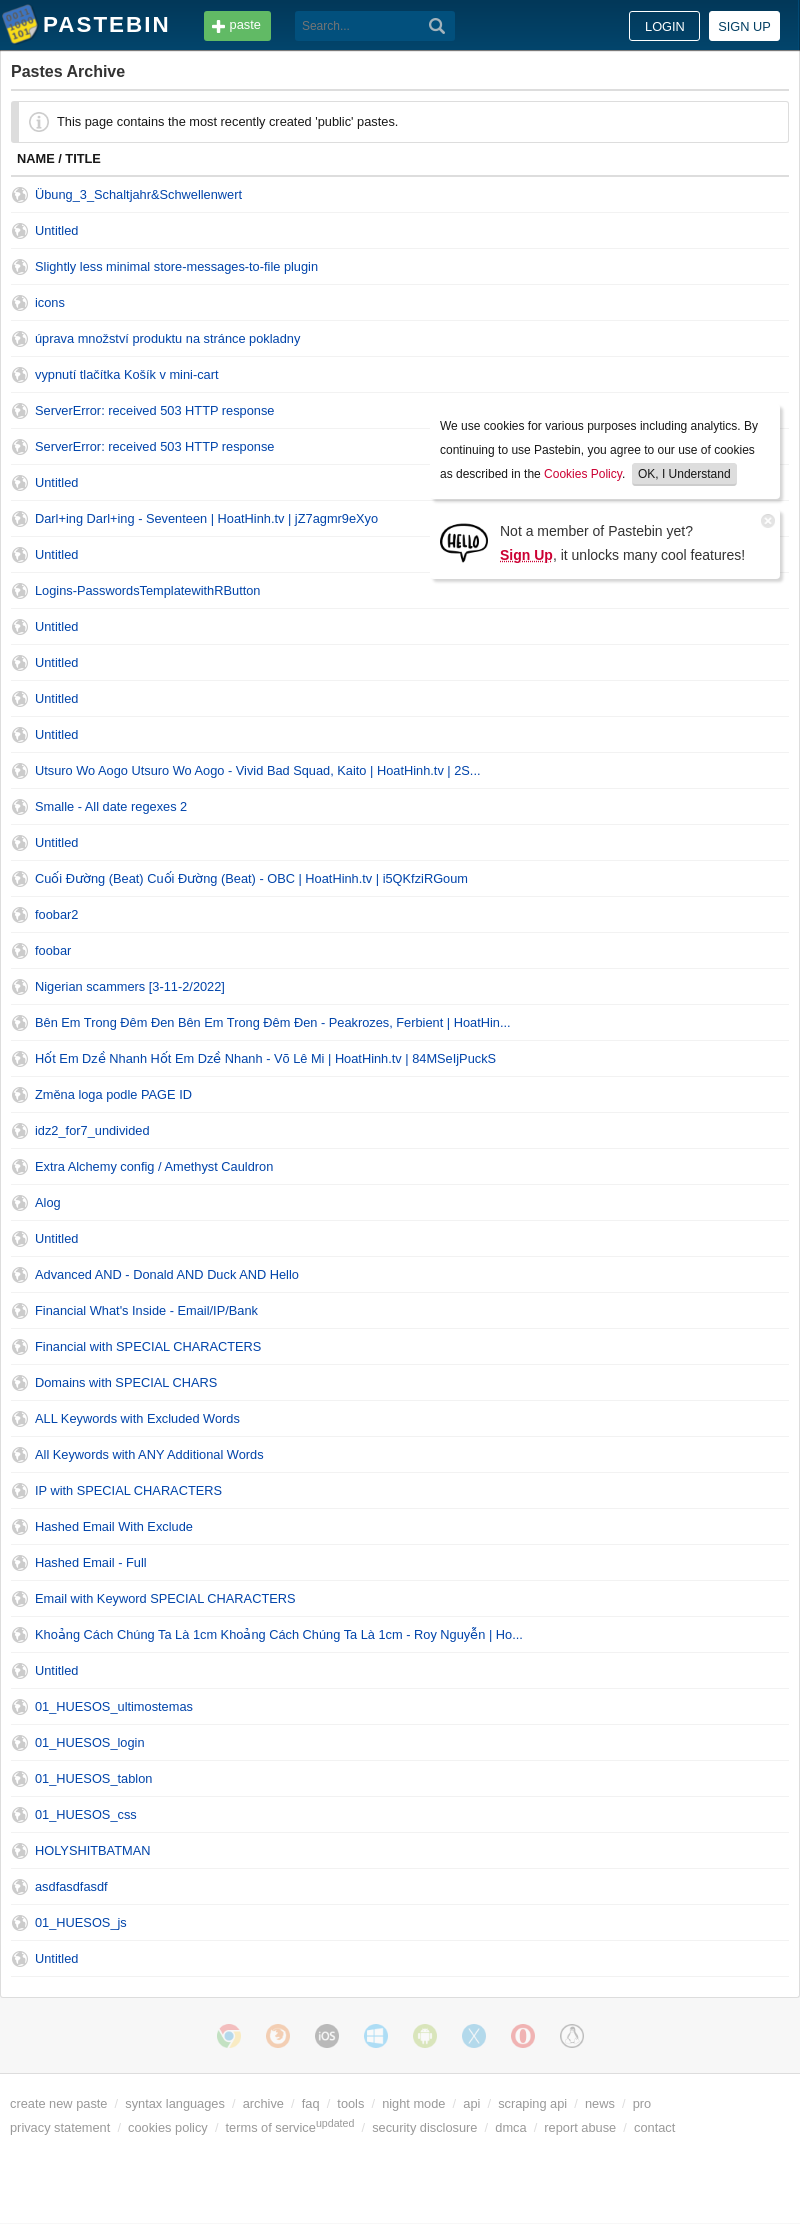 PASTEBIN
paste
Search...
LOGIN
SIGN UP
Pastes Archive
This page contains the most recently created 'public' pastes.
NAME / TITLE
Übung_3_Schaltjahr&Schwellenwert
Untitled
Slightly less minimal store-messages-to-file plugin
icons
úprava množství produktu na stránce pokladny
vypnutí tlačítka Košík v mini-cart
ServerError: received 503 HTTP response
ServerError: received 503 HTTP response
Untitled
Darl+ing Darl+ing - Seventeen | HoatHinh.tv | jZ7agmr9eXyo
Untitled
Logins-PasswordsTemplatewithRButton
We use cookies for various purposes including analytics. By
continuing to use Pastebin, you agree to our use of cookies
as described in the Cookies Policy. OK, I Understand
HELLO
Not a member of Pastebin yet?
Sign Up, it unlocks many cool features!
Untitled
Untitled
Untitled
Untitled
Utsuro Wo Aogo Utsuro Wo Aogo - Vivid Bad Squad, Kaito | HoatHinh.tv | 2S...
Smalle - All date regexes 2
Untitled
Cuối Đường (Beat) Cuối Đường (Beat) - OBC | HoatHinh.tv | i5QKfziRGoum
foobar2
foobar
Nigerian scammers [3-11-2/2022]
Bên Em Trong Đêm Đen Bên Em Trong Đêm Đen - Peakrozes, Ferbient | HoatHin...
Hốt Em Dzề Nhanh Hốt Em Dzề Nhanh - Võ Lê Mi | HoatHinh.tv | 84MSeIjPuckS
Změna loga podle PAGE ID
idz2_for7_undivided
Extra Alchemy config / Amethyst Cauldron
Alog
Untitled
Advanced AND - Donald AND Duck AND Hello
Financial What's Inside - Email/IP/Bank
Financial with SPECIAL CHARACTERS
Domains with SPECIAL CHARS
ALL Keywords with Excluded Words
All Keywords with ANY Additional Words
IP with SPECIAL CHARACTERS
Hashed Email With Exclude
Hashed Email - Full
Email with Keyword SPECIAL CHARACTERS
Khoảng Cách Chúng Ta Là 1cm Khoảng Cách Chúng Ta Là 1cm - Roy Nguyễn | Ho...
Untitled
01_HUESOS_ultimostemas
01_HUESOS_login
01_HUESOS_tablon
01_HUESOS_css
HOLYSHITBATMAN
asdfasdfasdf
01_HUESOS_js
Untitled
iOS
create new paste / syntax languages / archive / faq / tools / night mode / api / scraping api / news / pro
privacy statement / cookies policy / terms of serviceupdated / security disclosure / dmca / report abuse / contact